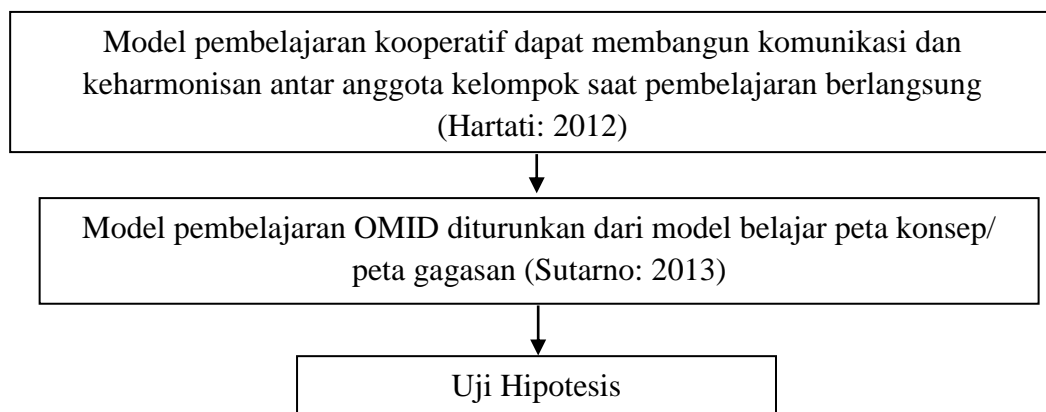 Model pembelajaran kooperatif dapat membangun komunikasi dan
keharmonisan antar anggota kelompok saat pembelajaran berlangsung
(Hartati: 2012)
Model pembelajaran OMID diturunkan dari model belajar peta konsep/
peta gagasan (Sutarno: 2013)
Uji Hipotesis